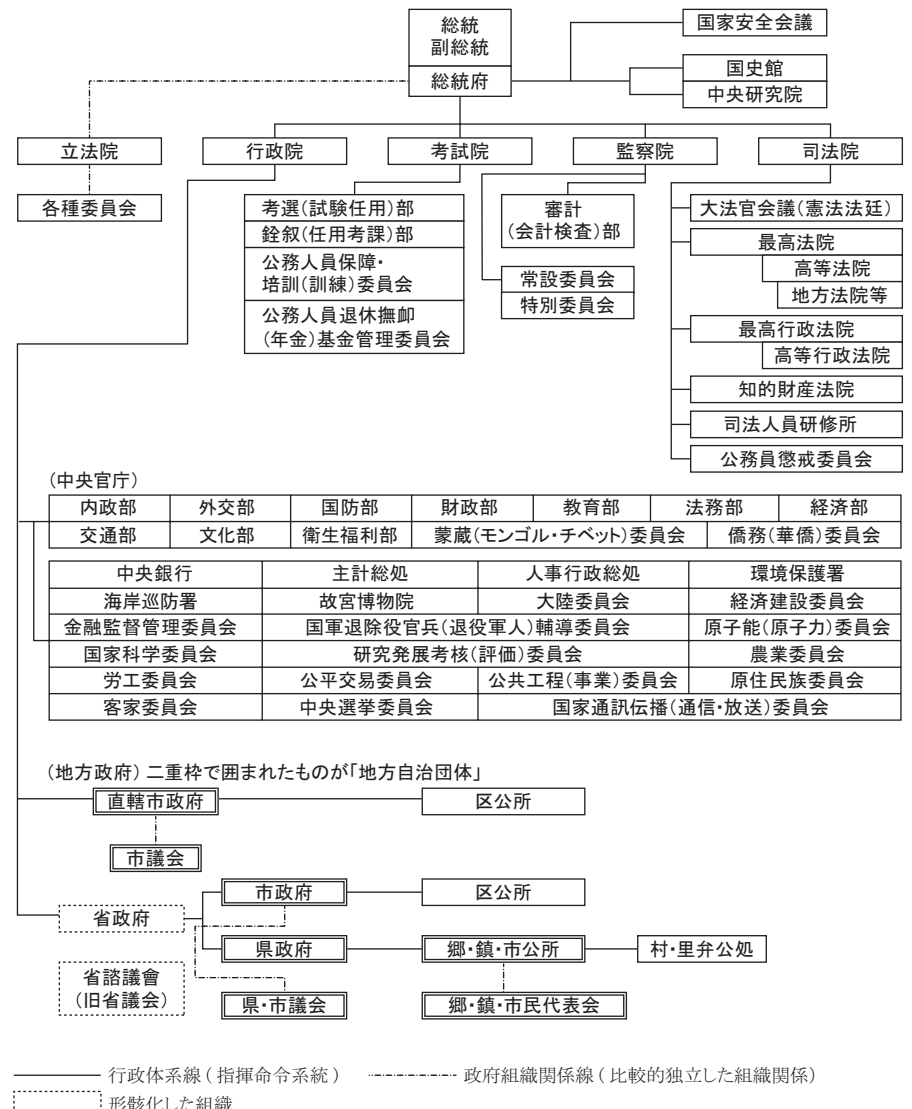 総統
副総統
総統府
国家安全会議
国史館
中央研究院
立法院
行政院
考試院
監察院
司法院
各種委員会
考選(試験任用)部
銓叙(任用考課)部
公務人員保障・
培訓(訓練)委員会
公務人員退休撫卹
(年金)基金管理委員会
審計
(会計検査)部
常設委員会
特別委員会
大法官会議(憲法法廷)
最高法院
高等法院
地方法院等
最高行政法院
高等行政法院
知的財産法院
司法人員研修所
公務員懲戒委員会
(中央官庁)
内政部 外交部 国防部 財政部 教育部 法務部 経済部
交通部 文化部 衛生福利部 蒙蔵(モンゴル・チベット)委員会 僑務(華僑)委員会
中央銀行 主計総処 人事行政総処 環境保護署
海岸巡防署 故宮博物院 大陸委員会 経済建設委員会
金融監督管理委員会 国軍退除役官兵(退役軍人)輔導委員会 原子能(原子力)委員会
国家科学委員会 研究発展考核(評価)委員会 農業委員会
労工委員会 公平交易委員会 公共工程(事業)委員会 原住民族委員会
客家委員会 中央選挙委員会 国家通訊伝播(通信・放送)委員会
(地方政府) 二重枠で囲まれたものが「地方自治団体」
直轄市政府 区公所
市議会
市政府 区公所
省政府
県政府 郷・鎮・市公所 村・里弁公処
省諮議會
(旧省議会)
県・市議会 郷・鎮・市民代表会
行政体系線(指揮命令系統) 政府組織関係線(比較的独立した組織関係)
形骸化した組織